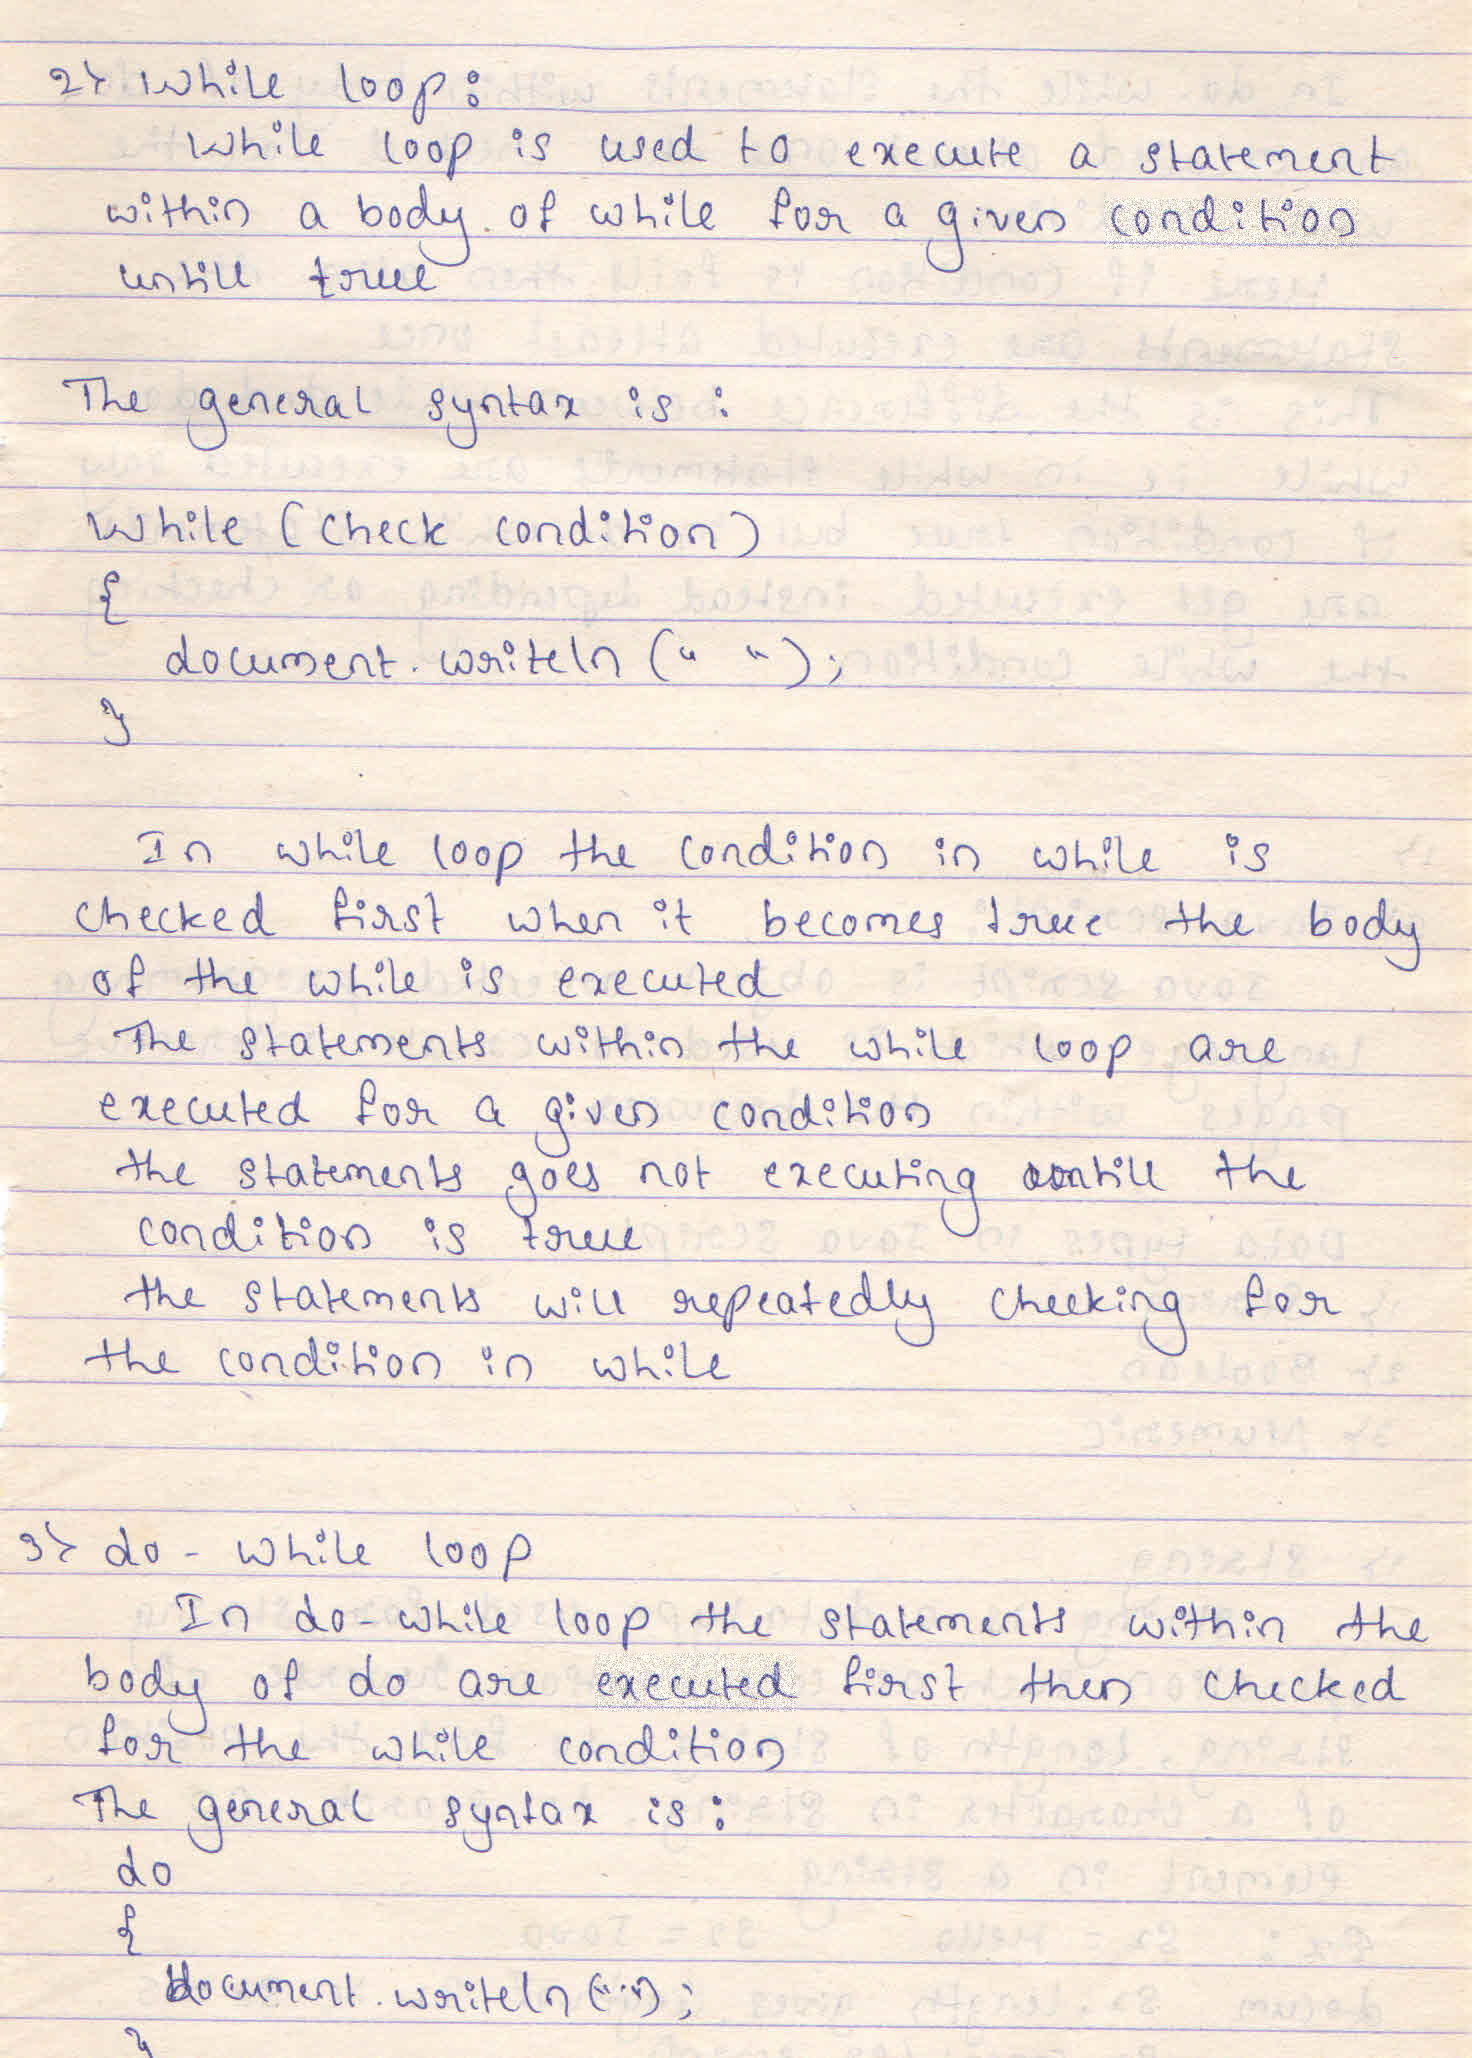 2> While loop:
While loop is used to execute a statement
within a body of while for a given condition
untill true
The general syntax is:
While (check condition)
{
document.writeln (" ");
}
In while loop the condition in while is
checked first when it becomes true the body
of the while is executed
The statements within the while loop are
executed for a given condition
the statements goes not executing untill the
condition is true
the statements will repeatedly checking for
the condition in while
3> do - while loop
In do-while loop the statements within the
body of do are executed first then checked
for the while condition
The general syntax is:
do
{
document.writeln(" ");
}